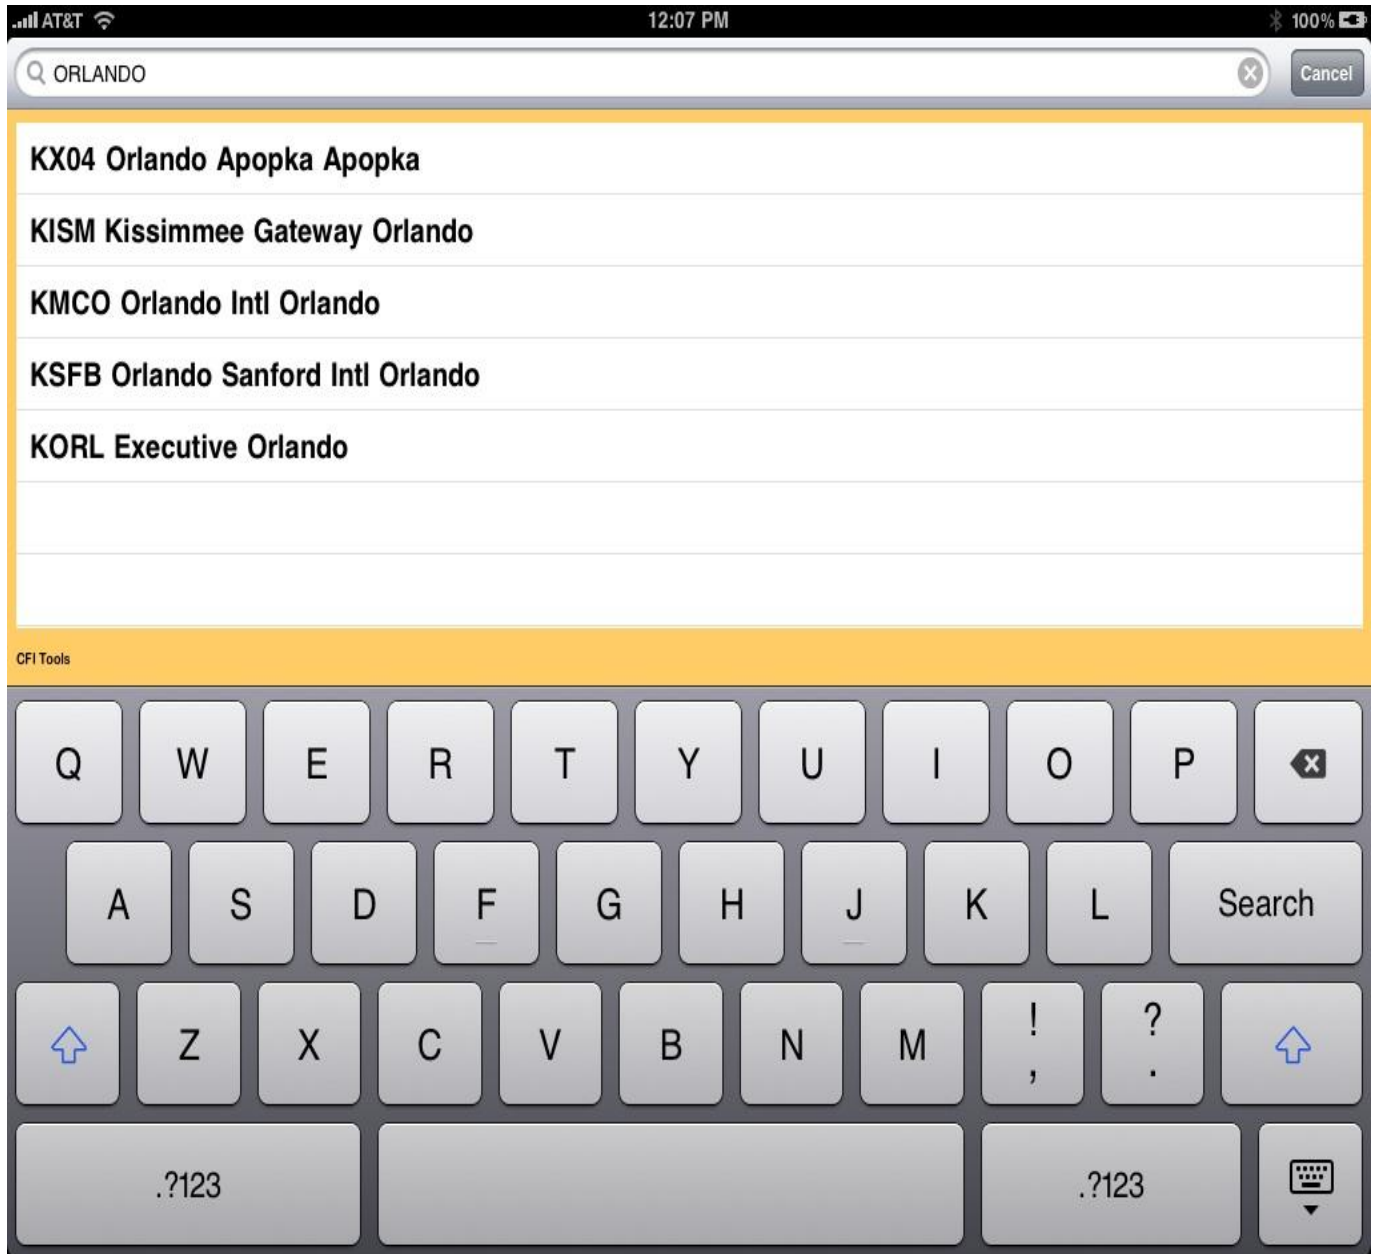 AT&T 12:07 PM 100%
ORLANDO Cancel
KX04 Orlando Apopka Apopka
KISM Kissimmee Gateway Orlando
KMCO Orlando Intl Orlando
KSFB Orlando Sanford Intl Orlando
KORL Executive Orlando
CFI Tools
Q W E R T Y U I O P
A S D F G H J K L Search
Z X C V B N M ! , ? .
.?123 .?123